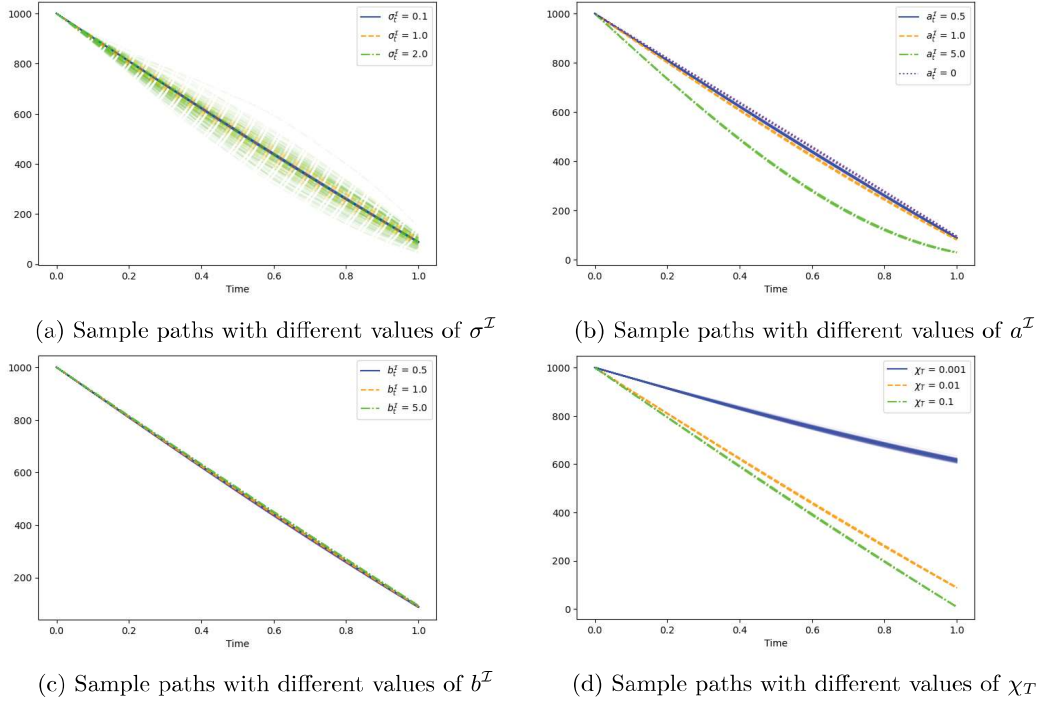 1000
800
600
400
200
0
0.0 0.2 0.4 0.6 0.8 1.0
Time
σ_t^ℐ = 0.1
σ_t^ℐ = 1.0
σ_t^ℐ = 2.0
(a) Sample paths with different values of σ^ℐ
1000
800
600
400
200
0
0.0 0.2 0.4 0.6 0.8 1.0
Time
a_t^ℐ = 0.5
a_t^ℐ = 1.0
a_t^ℐ = 5.0
a_t^ℐ = 0
(b) Sample paths with different values of a^ℐ
1000
800
600
400
200
0.0 0.2 0.4 0.6 0.8 1.0
Time
b_t^ℐ = 0.5
b_t^ℐ = 1.0
b_t^ℐ = 5.0
(c) Sample paths with different values of b^ℐ
1000
800
600
400
200
0
0.0 0.2 0.4 0.6 0.8 1.0
Time
χ_T = 0.001
χ_T = 0.01
χ_T = 0.1
(d) Sample paths with different values of χ_T